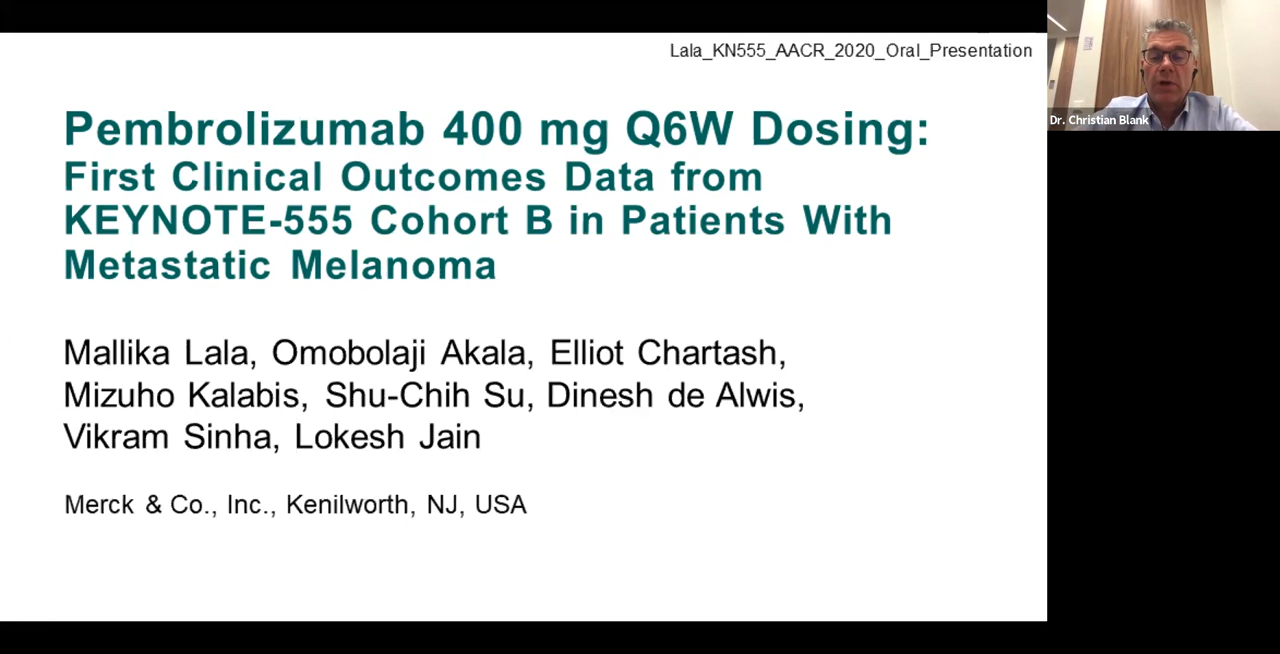 Lala_KN555_AACR_2020_Oral_Presentation
Dr. Christian Blank
Pembrolizumab 400 mg Q6W Dosing:
First Clinical Outcomes Data from
KEYNOTE-555 Cohort B in Patients With
Metastatic Melanoma
Mallika Lala, Omobolaji Akala, Elliot Chartash,
Mizuho Kalabis, Shu-Chih Su, Dinesh de Alwis,
Vikram Sinha, Lokesh Jain
Merck & Co., Inc., Kenilworth, NJ, USA